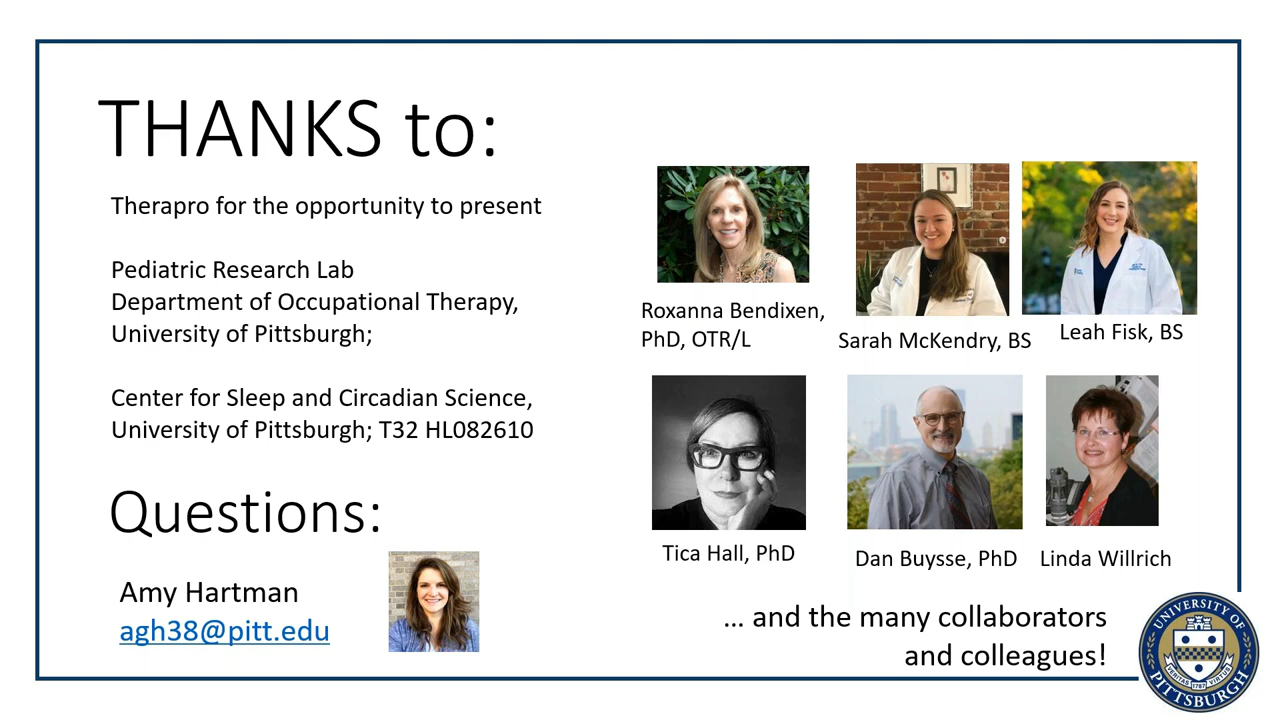 THANKS to:
Therapro for the opportunity to present
Pediatric Research Lab
Department of Occupational Therapy,
University of Pittsburgh;
Center for Sleep and Circadian Science,
University of Pittsburgh; T32 HL082610
Questions:
Amy Hartman
agh38@pitt.edu
Roxanna Bendixen,
PhD, OTR/L
Sarah McKendry, BS
Leah Fisk, BS
Tica Hall, PhD
Dan Buysse, PhD
Linda Willrich
... and the many collaborators
and colleagues!
UNIVERSITY OF
PITTSBURGH
VERITAS 1787 VIRTUS